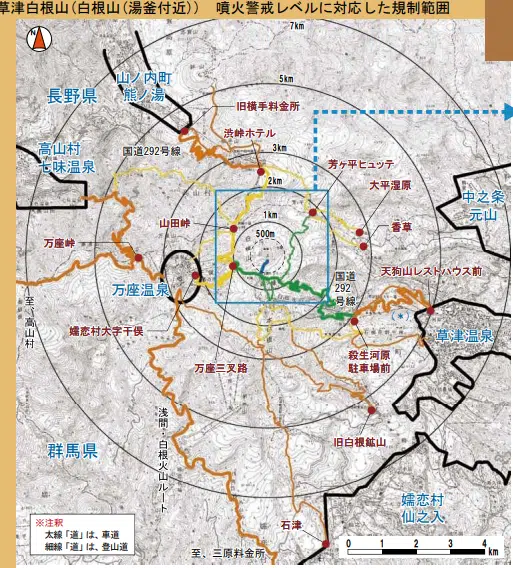 草津白根山（白根山（湯釜付近））　噴火警戒レベルに対応した規制範囲
N
7km
5km
3km
2km
1km
500m
山ノ内町
熊ノ湯
長野県
旧横手料金所
渋峠ホテル
国道292号線
高山村
七味温泉
芳ヶ平ヒュッテ
大平湿原
中之条
元山
山田峠
香草
万座峠
天狗山レストハウス前
万座温泉
国道
292
号線
至、高山村
（＊）
草津温泉
嬬恋村大字干俣
万座三叉路
殺生河原
駐車場前
旧白根鉱山
浅間・白根火山ルート
群馬県
嬬恋村
仙之入
石津
※注釈
太線「道」は、車道
細線「道」は、登山道
至、三原料金所
0 1 2 3 4
km